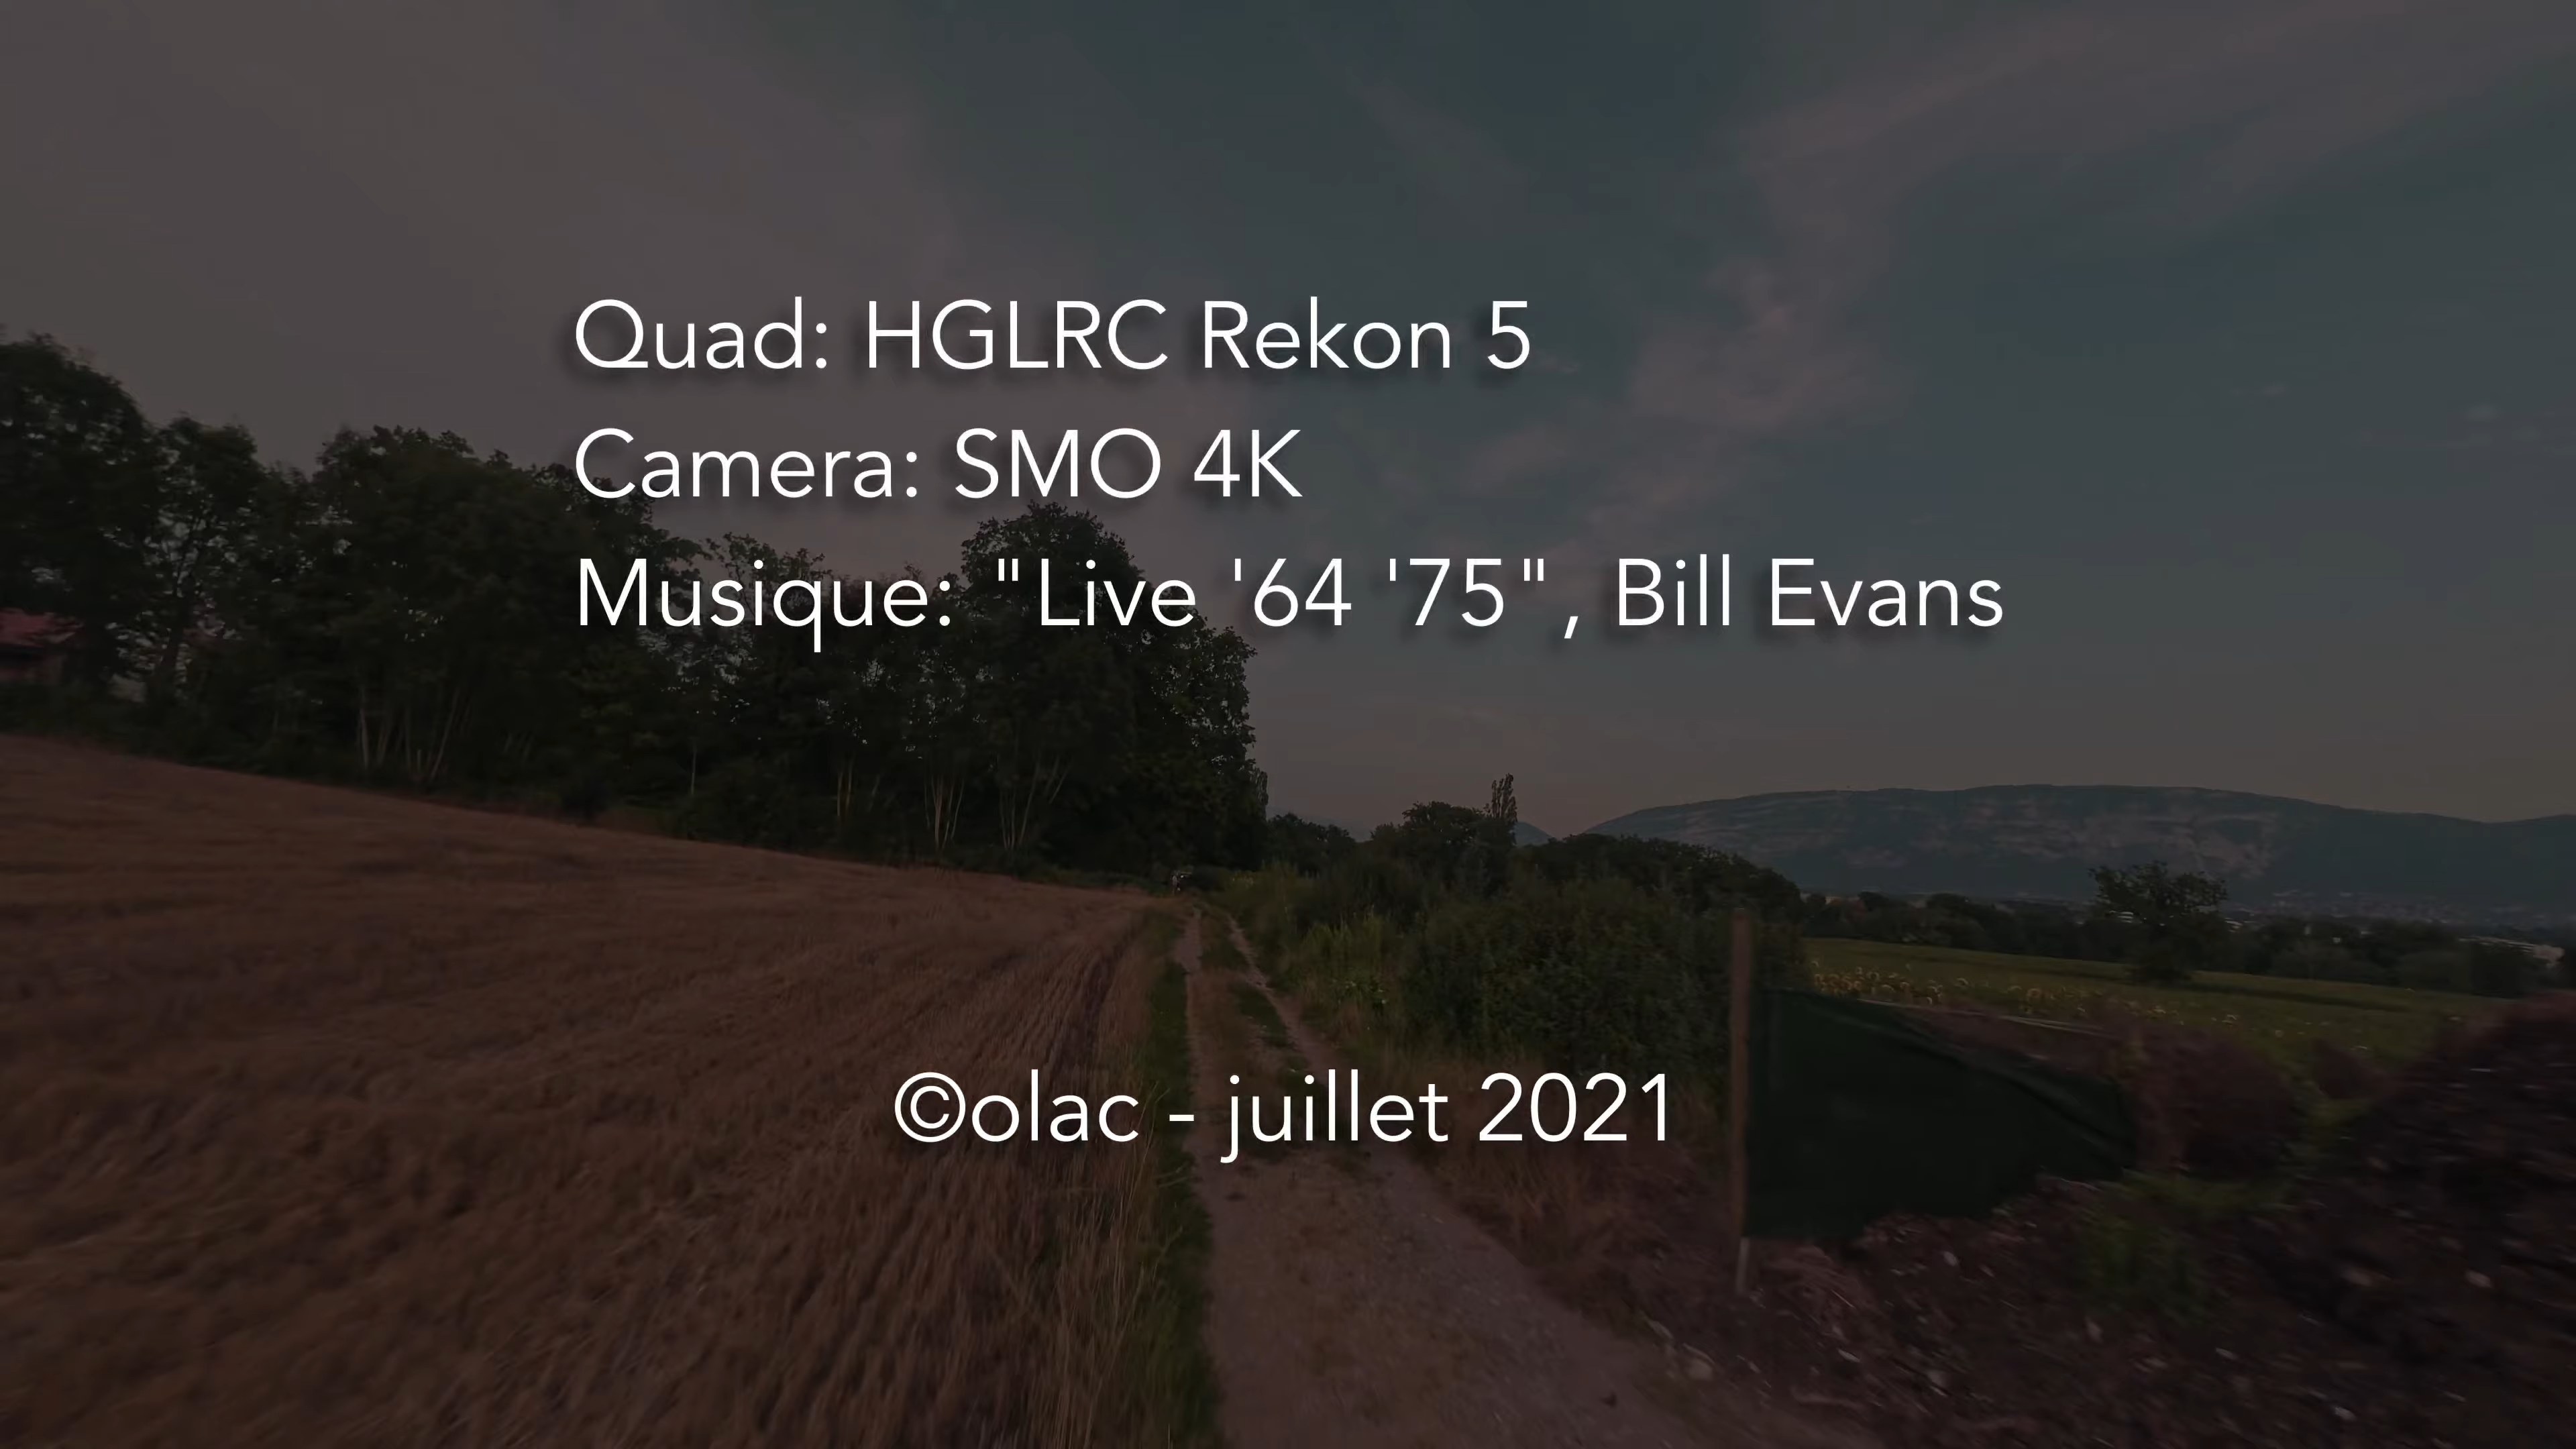 Quad: HGLRC Rekon 5
Camera: SMO 4K
Musique: "Live '64 '75", Bill Evans
©olac - juillet 2021